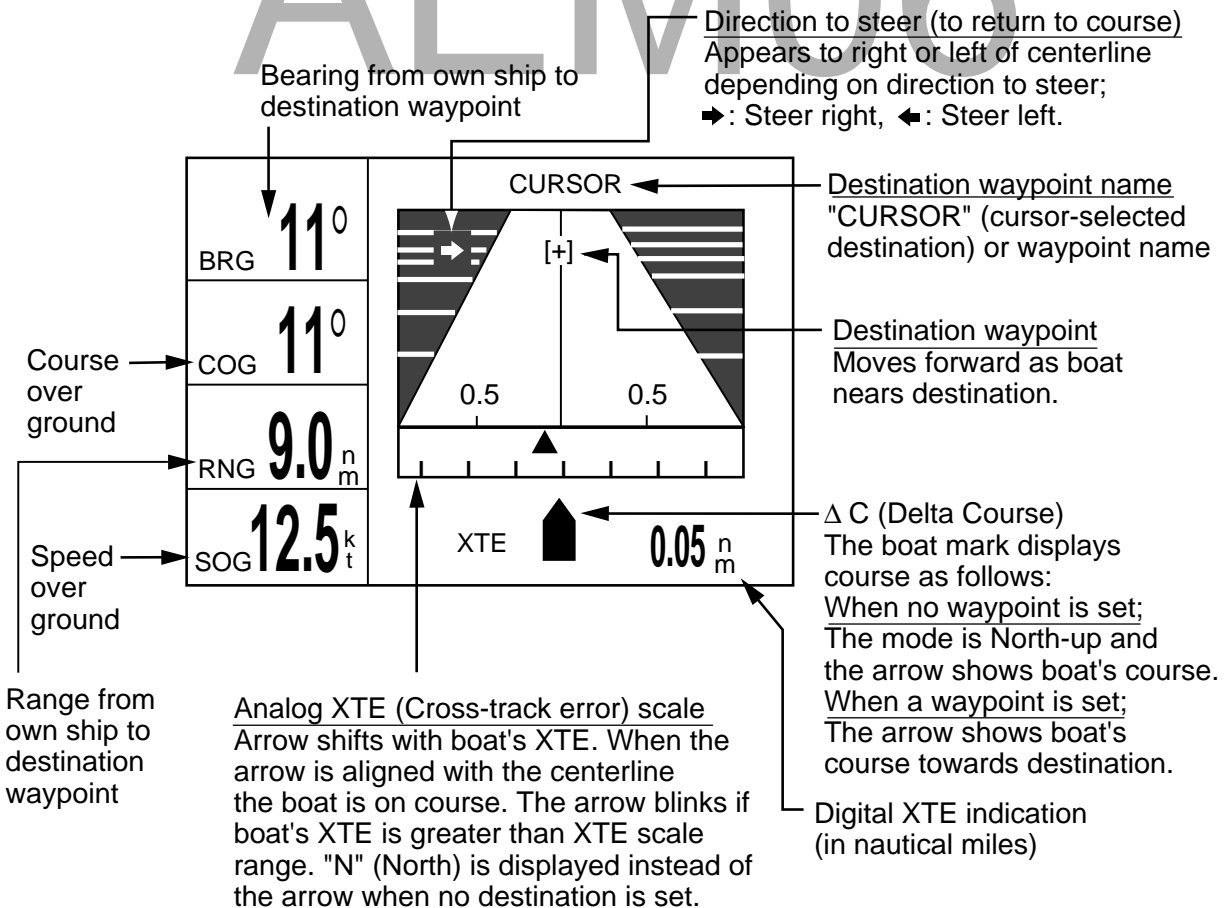 ALM06
Direction to steer (to return to course)
Appears to right or left of centerline
depending on direction to steer;
➡: Steer right, ⬅: Steer left.
Bearing from own ship to
destination waypoint
CURSOR
Destination waypoint name
"CURSOR" (cursor-selected
destination) or waypoint name
BRG 11°
[+]
COG 11°
Course
over
ground
Destination waypoint
Moves forward as boat
nears destination.
0.5 0.5
RNG 9.0 nm
SOG 12.5 kt
Speed
over
ground
XTE 0.05 nm
Δ C (Delta Course)
The boat mark displays
course as follows:
When no waypoint is set;
The mode is North-up and
the arrow shows boat's course.
When a waypoint is set;
The arrow shows boat's
course towards destination.
Range from
own ship to
destination
waypoint
Analog XTE (Cross-track error) scale
Arrow shifts with boat's XTE. When the
arrow is aligned with the centerline
the boat is on course. The arrow blinks if
boat's XTE is greater than XTE scale
range. "N" (North) is displayed instead of
the arrow when no destination is set.
Digital XTE indication
(in nautical miles)